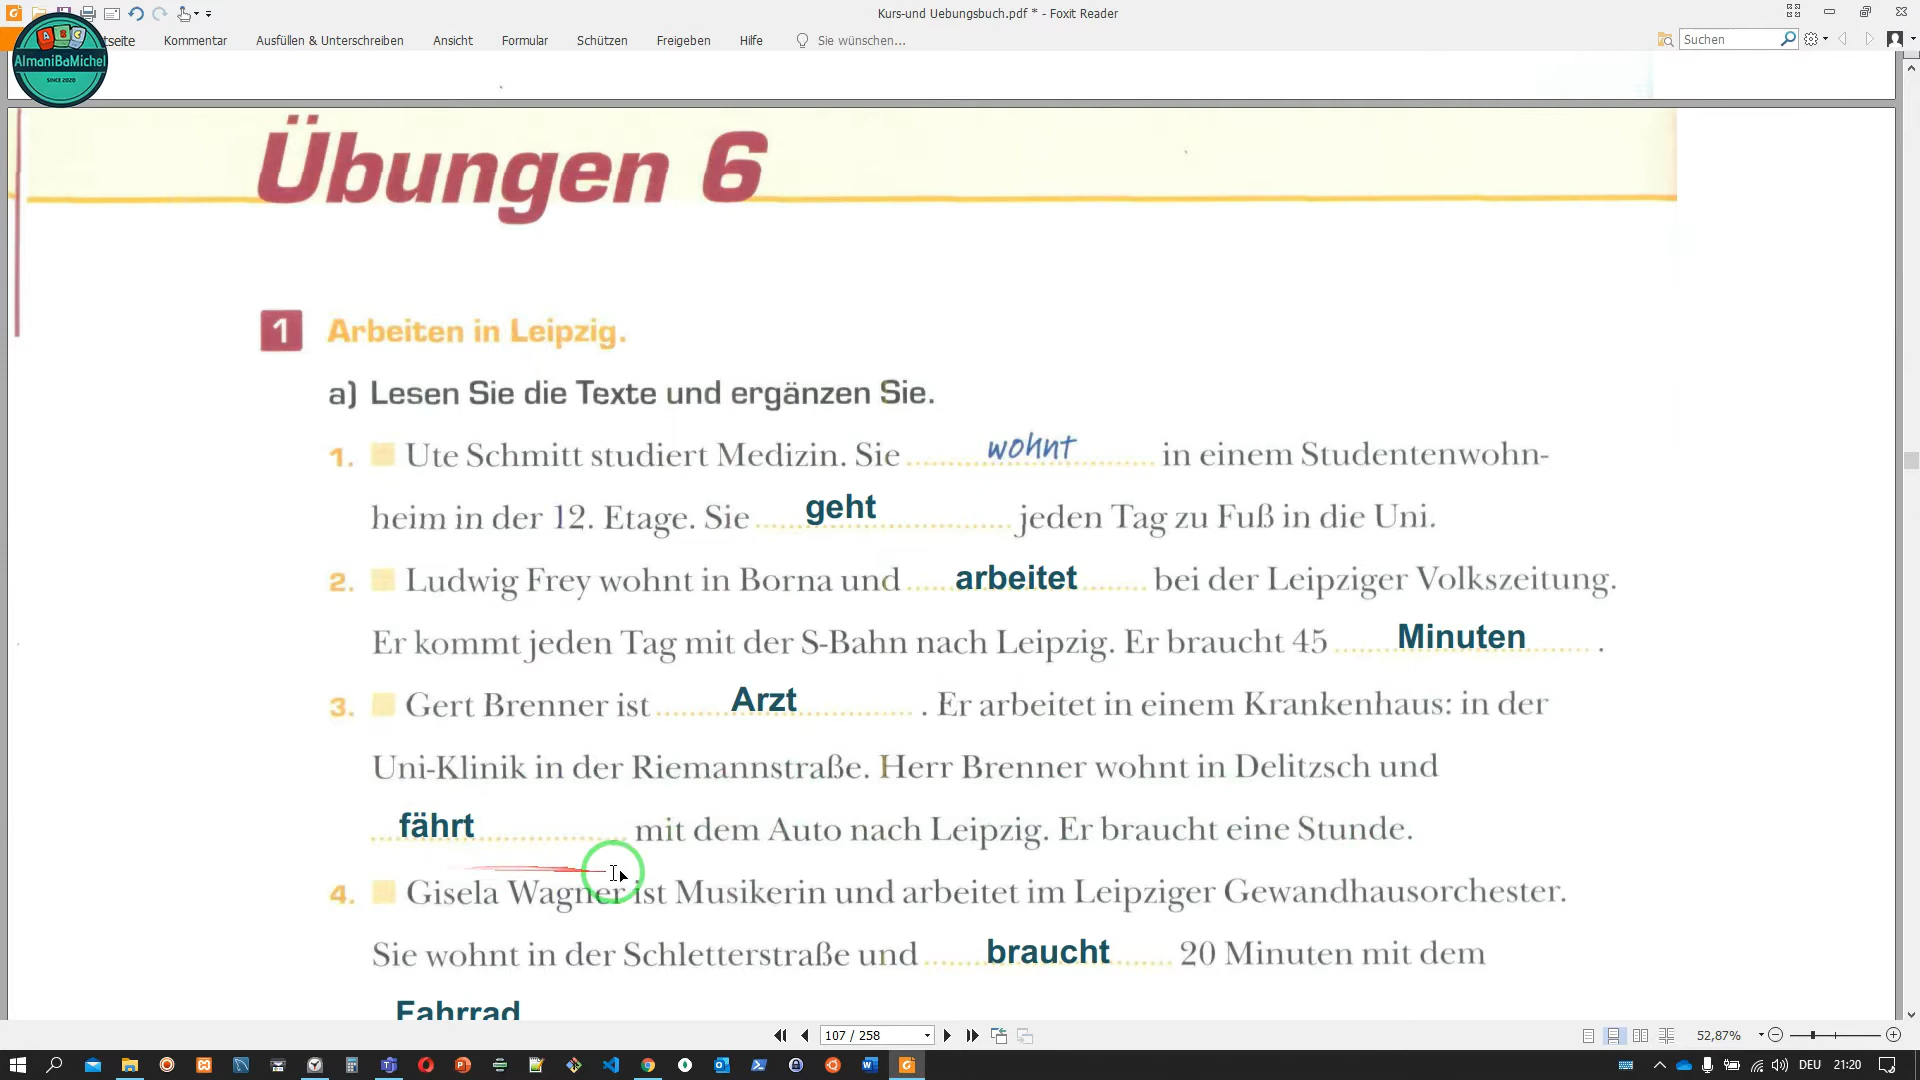 Kurs-und Uebungsbuch.pdf * - Foxit Reader
ABC
AlmaniBaMichel
SINCE 2020
tseite Kommentar Ausfüllen & Unterschreiben Ansicht Formular Schützen Freigeben Hilfe Sie wünschen... Suchen
Übungen 6
1 Arbeiten in Leipzig.
a) Lesen Sie die Texte und ergänzen Sie.
1. Ute Schmitt studiert Medizin. Sie wohnt in einem Studentenwohn-
heim in der 12. Etage. Sie geht jeden Tag zu Fuß in die Uni.
2. Ludwig Frey wohnt in Borna und arbeitet bei der Leipziger Volkszeitung.
Er kommt jeden Tag mit der S-Bahn nach Leipzig. Er braucht 45 Minuten .
3. Gert Brenner ist Arzt . Er arbeitet in einem Krankenhaus: in der
Uni-Klinik in der Riemannstraße. Herr Brenner wohnt in Delitzsch und
fährt mit dem Auto nach Leipzig. Er braucht eine Stunde.
4. Gisela Wagner ist Musikerin und arbeitet im Leipziger Gewandhausorchester.
Sie wohnt in der Schletterstraße und braucht 20 Minuten mit dem
Fahrrad
107 / 258 52,87%
DEU 21:20